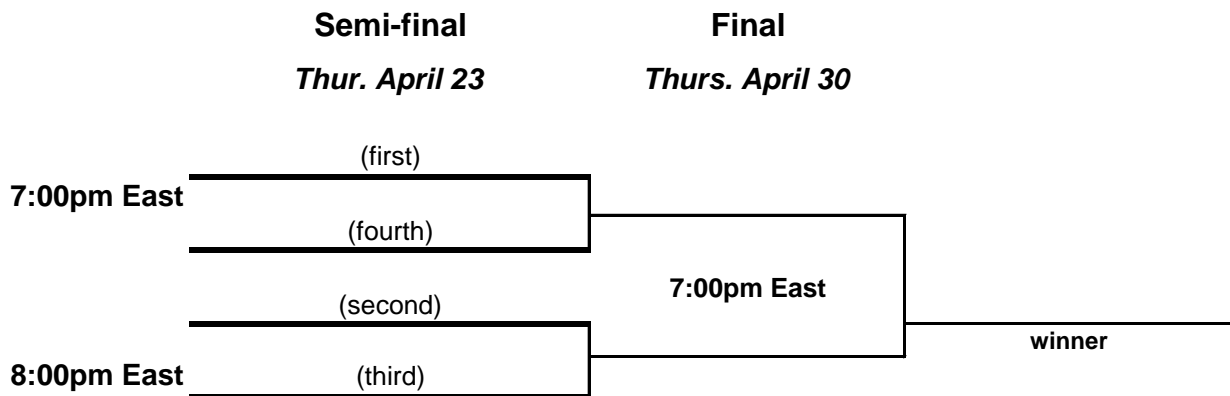 Semi-final Final
Thur. April 23 Thurs. April 30
(first)
7:00pm East
(fourth)
7:00pm East
(second)
winner
8:00pm East (third)